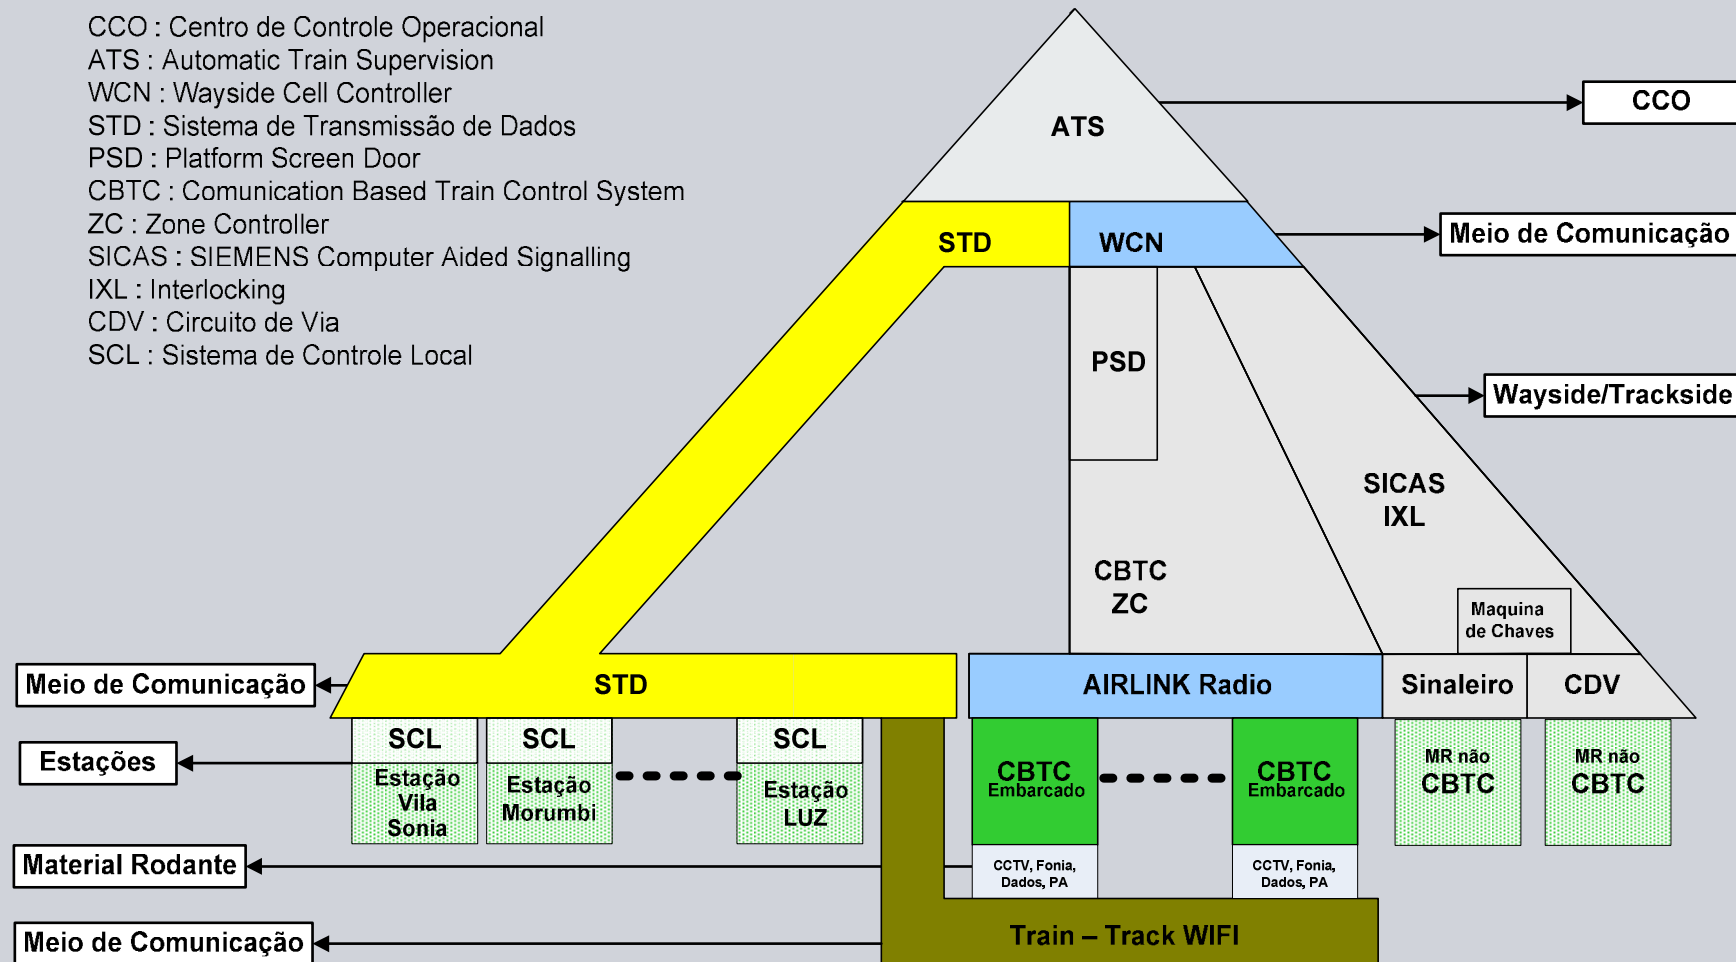 CCO : Centro de Controle Operacional
ATS : Automatic Train Supervision
WCN : Wayside Cell Controller
STD : Sistema de Transmissão de Dados
PSD : Platform Screen Door
CBTC : Comunication Based Train Control System
ZC : Zone Controller
SICAS : SIEMENS Computer Aided Signalling
IXL : Interlocking
CDV : Circuito de Via
SCL : Sistema de Controle Local
ATS
CCO
STD
WCN
Meio de Comunicação
PSD
Wayside/Trackside
SICAS
IXL
CBTC
ZC
Maquina
de Chaves
Meio de Comunicação
STD
AIRLINK Radio
Sinaleiro
CDV
Estações
SCL
Estação
Vila
Sonia
SCL
Estação
Morumbi
SCL
Estação
LUZ
CBTC
Embarcado
CBTC
Embarcado
MR não
CBTC
MR não
CBTC
Material Rodante
CCTV, Fonia,
Dados, PA
CCTV, Fonia,
Dados, PA
Meio de Comunicação
Train – Track WIFI